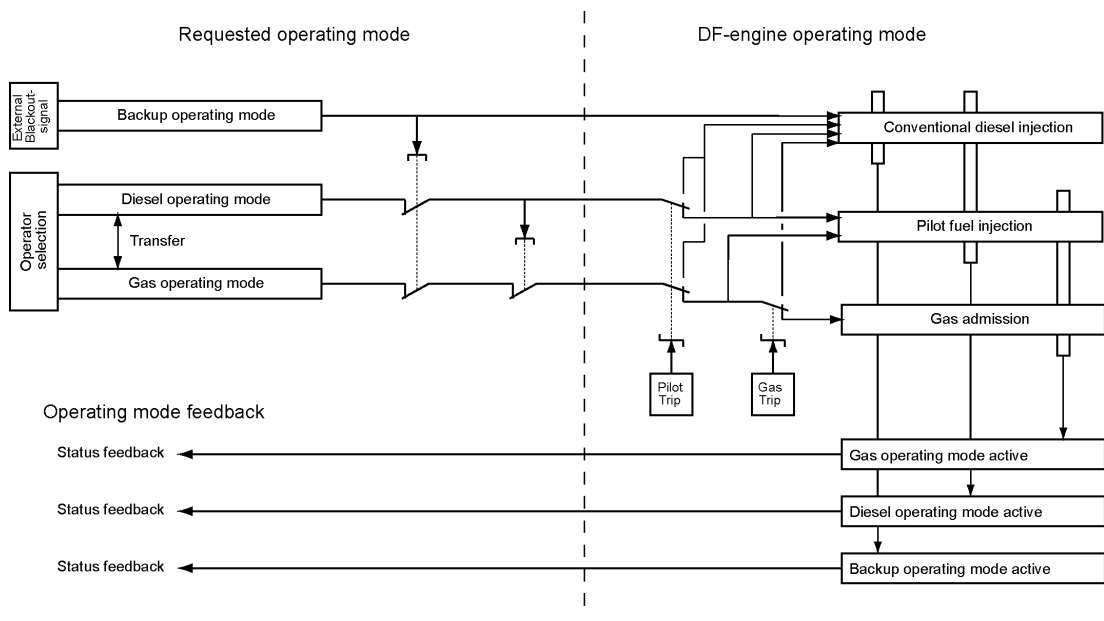 Requested operating mode
DF-engine operating mode
External
Blackout-
signal
Backup operating mode
Conventional diesel injection
Operator
selection
Diesel operating mode
Transfer
Gas operating mode
Pilot fuel injection
Gas admission
Pilot
Trip
Gas
Trip
Operating mode feedback
Status feedback
Gas operating mode active
Status feedback
Diesel operating mode active
Status feedback
Backup operating mode active